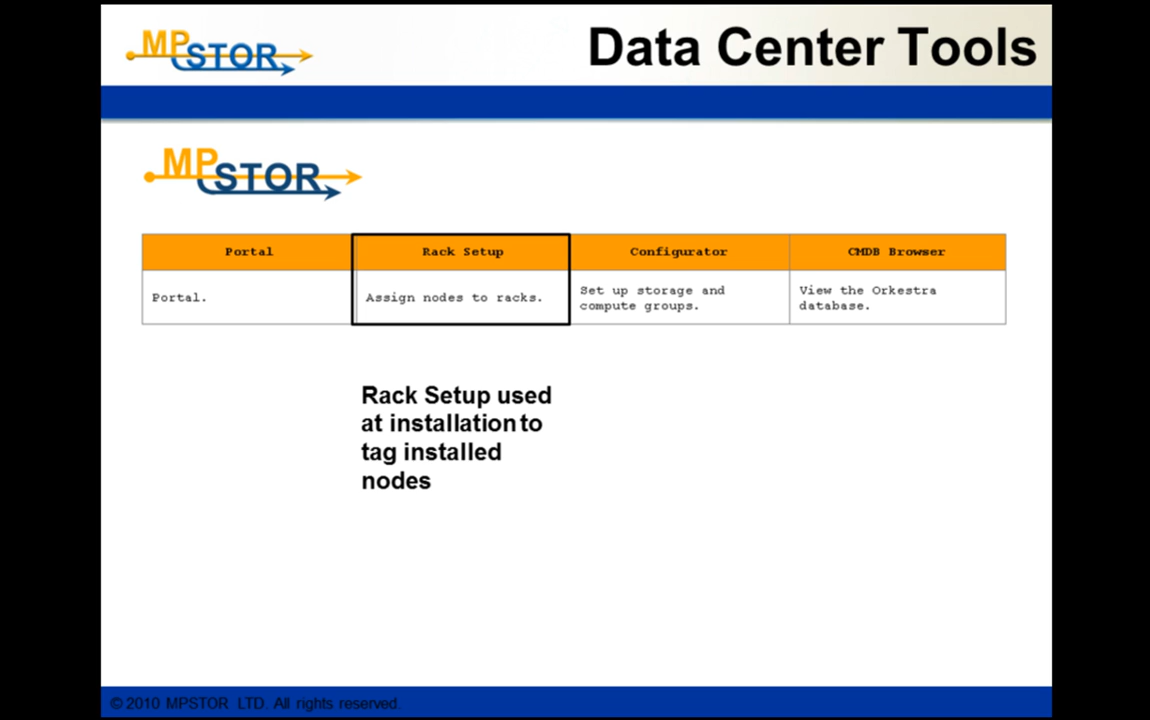 MPSTOR
Data Center Tools
MPSTOR
Portal Rack Setup Configurator CMDB Browser
Portal. Assign nodes to racks. Set up storage and compute groups. View the Orkestra database.
Rack Setup used
at installation to
tag installed
nodes
© 2010 MPSTOR LTD. All rights reserved.